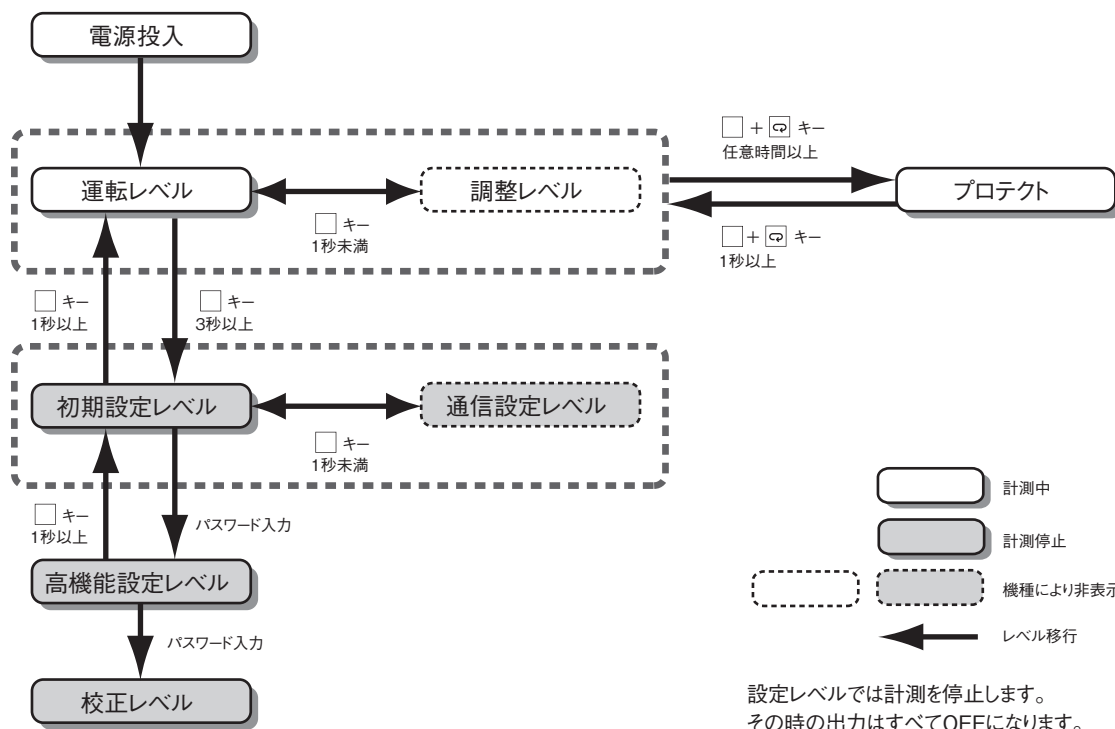 電源投入
□ + キー
任意時間以上
運転レベル
調整レベル
プロテクト
□ キー
1秒未満
□ + キー
1秒以上
□ キー
1秒以上
□ キー
3秒以上
初期設定レベル
通信設定レベル
□ キー
1秒未満
計測中
□ キー
1秒以上
パスワード入力
計測停止
高機能設定レベル
機種により非表示
パスワード入力
レベル移行
校正レベル
設定レベルでは計測を停止します。
その時の出力はすべてOFFになります。